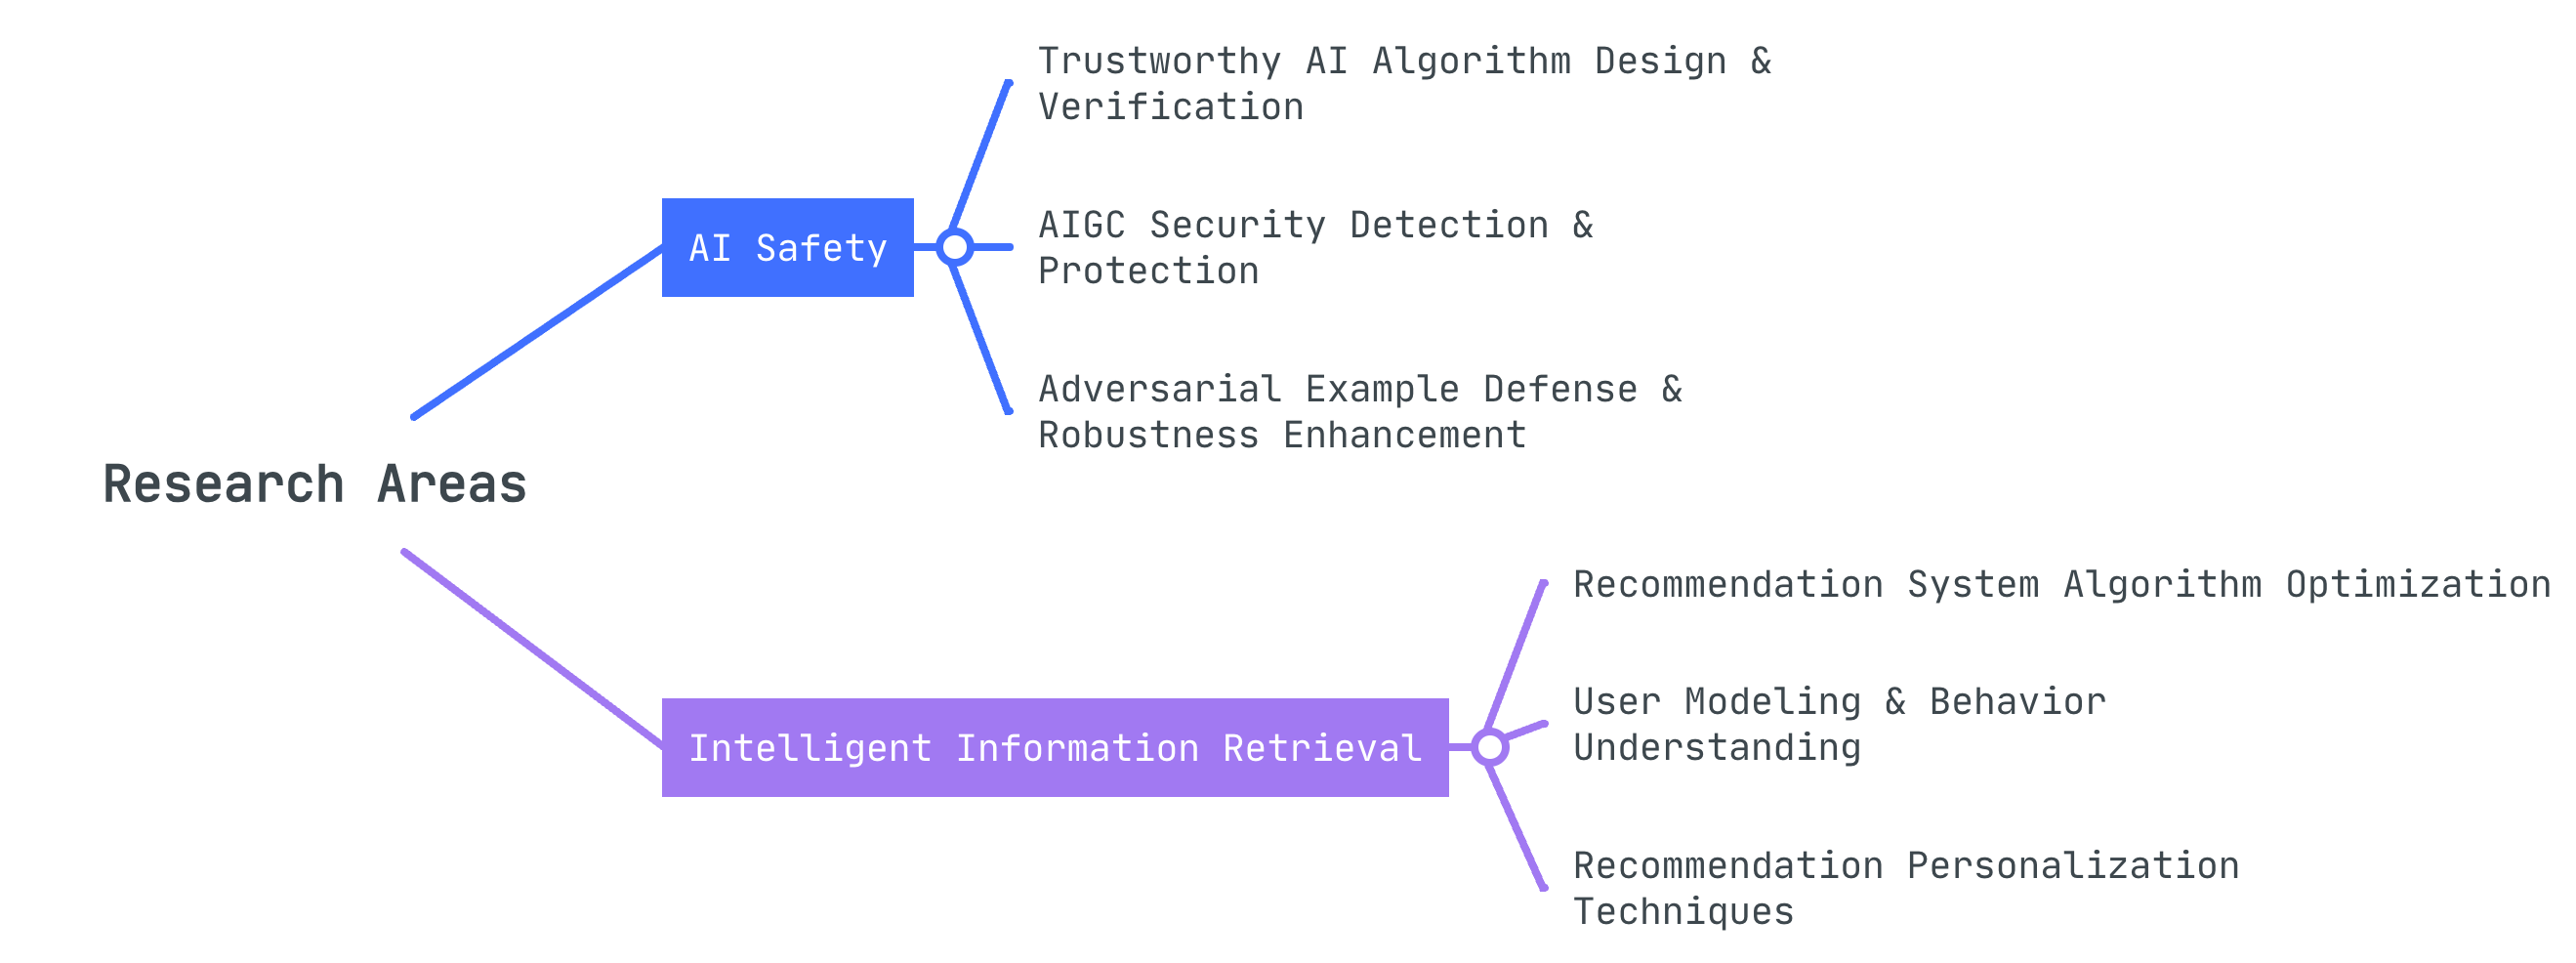 Research Areas
AI Safety
Trustworthy AI Algorithm Design &
Verification
AIGC Security Detection &
Protection
Adversarial Example Defense &
Robustness Enhancement
Intelligent Information Retrieval
Recommendation System Algorithm Optimization
User Modeling & Behavior
Understanding
Recommendation Personalization
Techniques